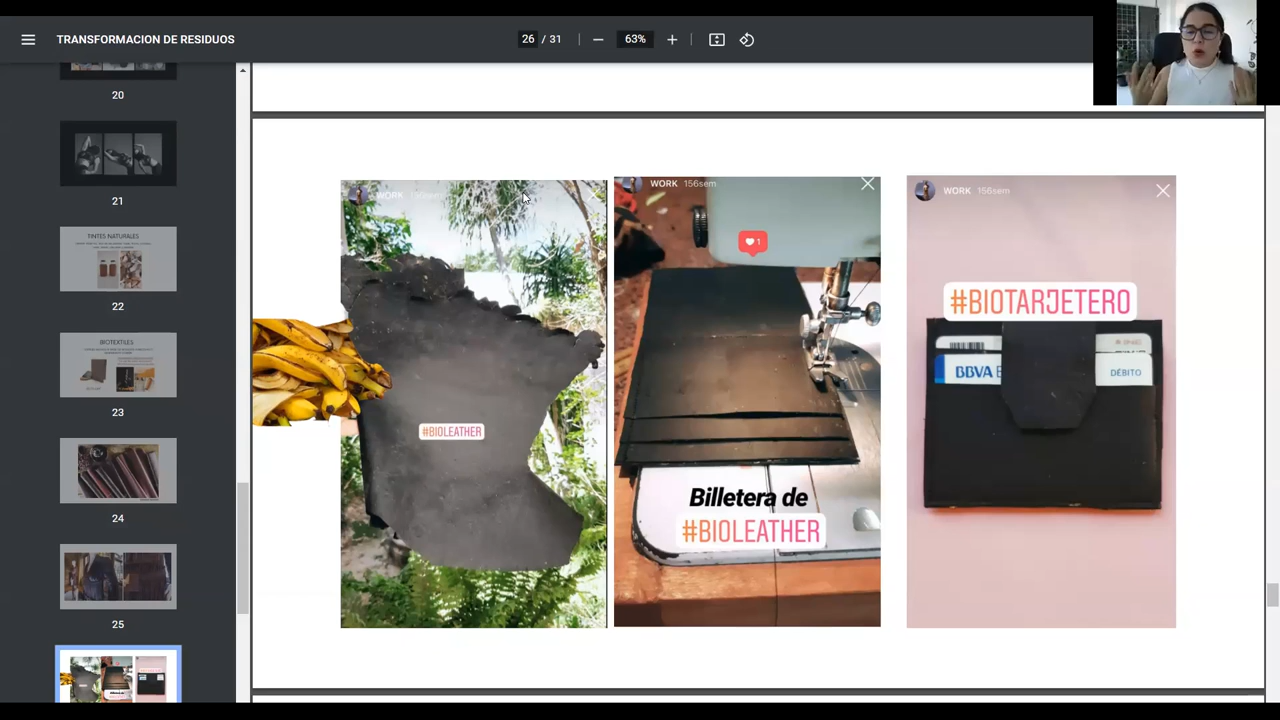 TRANSFORMACION DE RESIDUOS
26 / 31
63%
20
21
TINTES NATURALES
22
BIOTEXTILES
23
24
25
WORK
#BIOLEATHER
WORK 156sem
1
Billetera de
#BIOLEATHER
WORK 156sem
#BIOTARJETERO
BBVA
DÉBITO